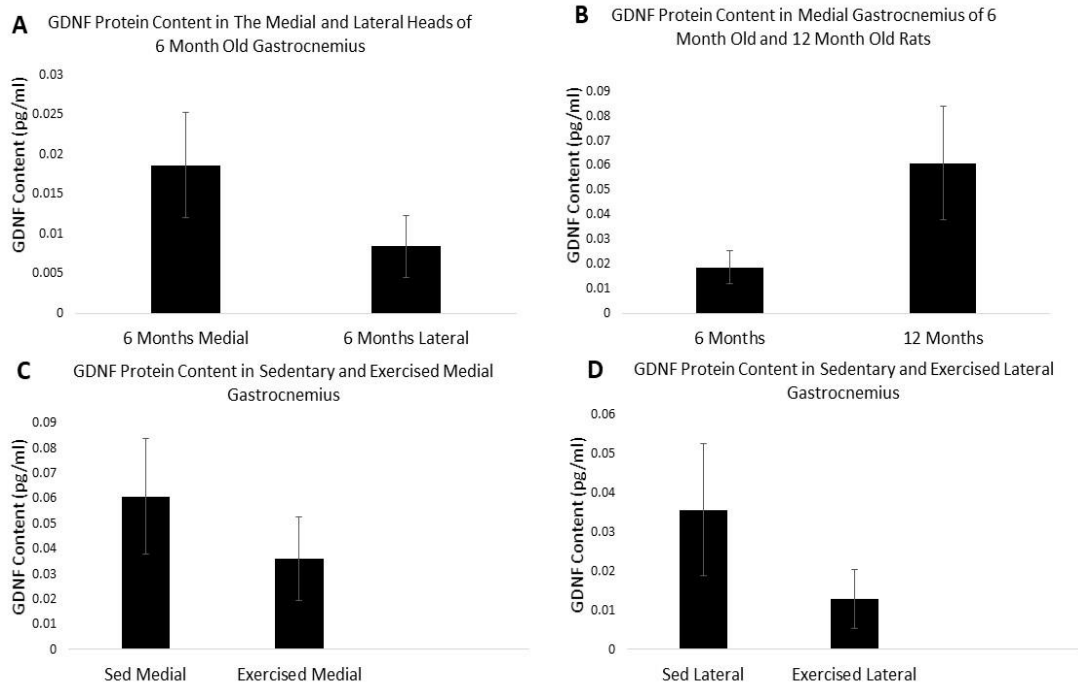 A
GDNF Protein Content in The Medial and Lateral Heads of
6 Month Old Gastrocnemius
GDNF Content (pg/ml)
0.03
0.025
0.02
0.015
0.01
0.005
0
6 Months Medial
6 Months Lateral
B
GDNF Protein Content in Medial Gastrocnemius of 6
Month Old and 12 Month Old Rats
GDNF Content (pg/ml)
0.09
0.08
0.07
0.06
0.05
0.04
0.03
0.02
0.01
0
6 Months
12 Months
C
GDNF Protein Content in Sedentary and Exercised Medial
Gastrocnemius
GDNF Content (pg/ml)
0.09
0.08
0.07
0.06
0.05
0.04
0.03
0.02
0.01
0
Sed Medial
Exercised Medial
D
GDNF Protein Content in Sedentary and Exercised Lateral
Gastrocnemius
GDNF Content (pg/ml)
0.06
0.05
0.04
0.03
0.02
0.01
0
Sed Lateral
Exercised Lateral